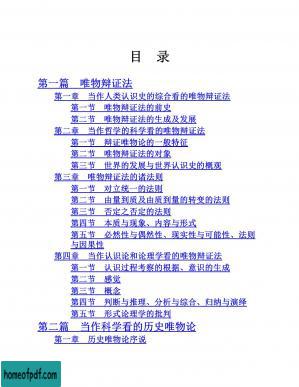 目 录
第一篇 唯物辩证法
第一章 当作人类认识史的综合看的唯物辩证法
第一节 唯物辩证法的前史
第二节 唯物辩证法的生成及发展
第二章 当作哲学的科学看的唯物辩证法
第一节 辩证唯物论的一般特征
第二节 唯物辩证法的对象
第三节 世界的发展与世界认识史的概观
第三章 唯物辩证法的诸法则
第一节 对立统一的法则
第二节 由量到质及由质到量的转变的法则
第三节 否定之否定的法则
第四节 本质与现象、内容与形式
第五节 必然性与偶然性、现实性与可能性、法则
与因果性
第四章 当作认识论和论理学看的唯物辩证法
第一节 认识过程考察的根据、意识的生成
第二节 感觉
第三节 概念
第四节 判断与推理、分析与综合、归纳与演绎
第五节 形式论理学的批判
第二篇 当作科学看的历史唯物论
第一章 历史唯物论序说
homeofpdf.com
homeofpdf.com